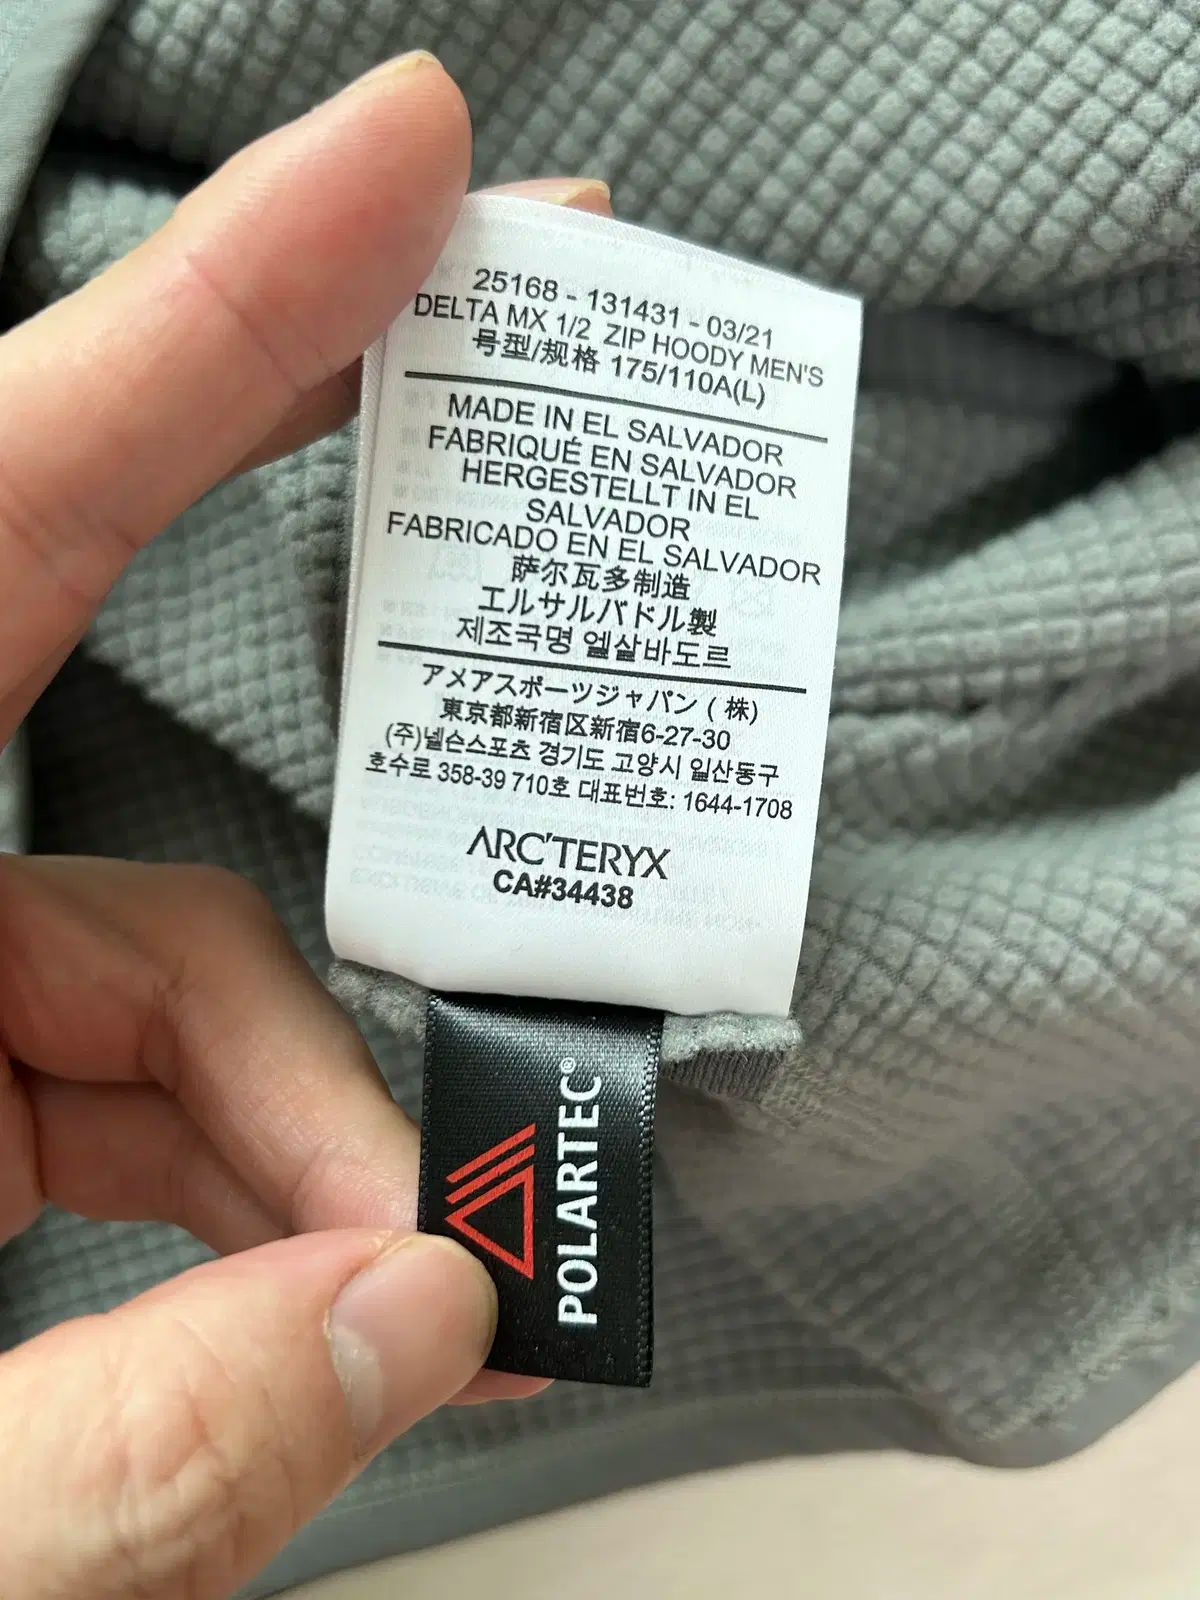 25168 - 131431 - 03/21
DELTA MX 1/2 ZIP HOODY MEN'S
号型/规格 175/110A(L)
MADE IN EL SALVADOR
FABRIQUÉ EN SALVADOR
HERGESTELLT IN EL
SALVADOR
FABRICADO EN EL SALVADOR
萨尔瓦多制造
エルサルバドル製
제조국명 엘살바도르
アメアスポーツジャパン (株)
東京都新宿区新宿6-27-30
(주)넬슨스포츠 경기도 고양시 일산동구
호수로 358-39 710호 대표번호: 1644-1708
ARC'TERYX
CA#34438
POLARTEC®